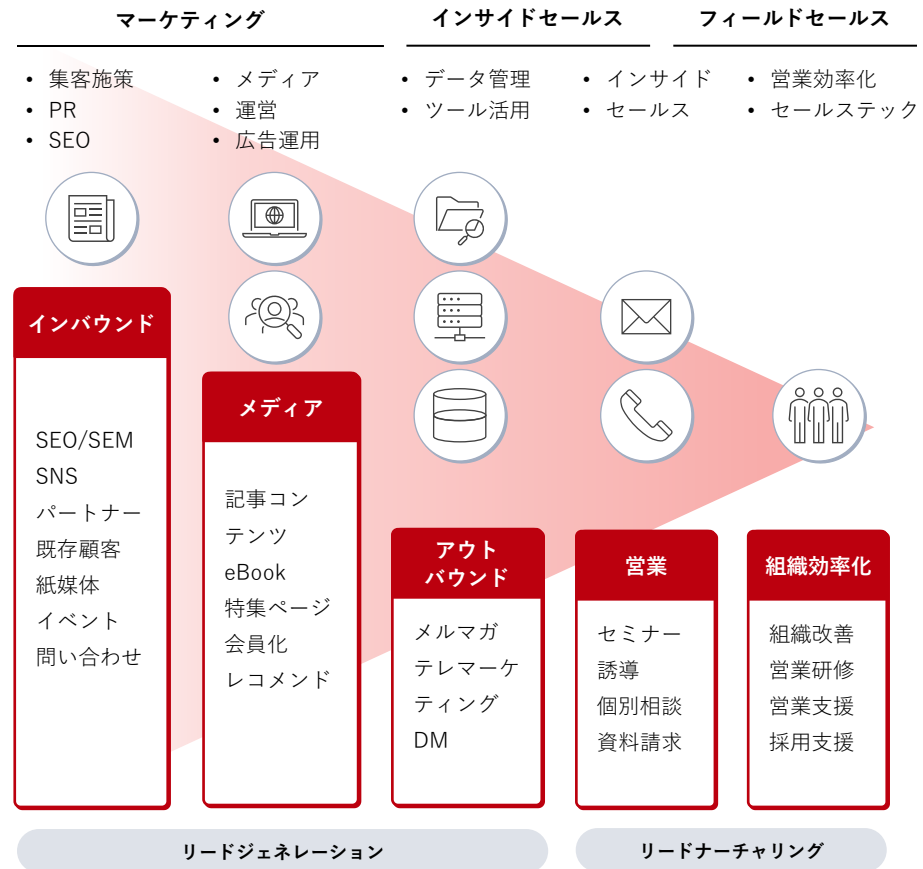 マーケティング
インサイドセールス
フィールドセールス
• 集客施策
• PR
• SEO
• メディア
• 運営
• 広告運用
• データ管理
• ツール活用
• インサイド
• セールス
• 営業効率化
• セールステック
インバウンド
SEO/SEM
SNS
パートナー
既存顧客
紙媒体
イベント
問い合わせ
メディア
記事コン
テンツ
eBook
特集ページ
会員化
レコメンド
アウト
バウンド
メルマガ
テレマーケ
ティング
DM
営業
セミナー
誘導
個別相談
資料請求
組織効率化
組織改善
営業研修
営業支援
採用支援
リードジェネレーション
リードナーチャリング